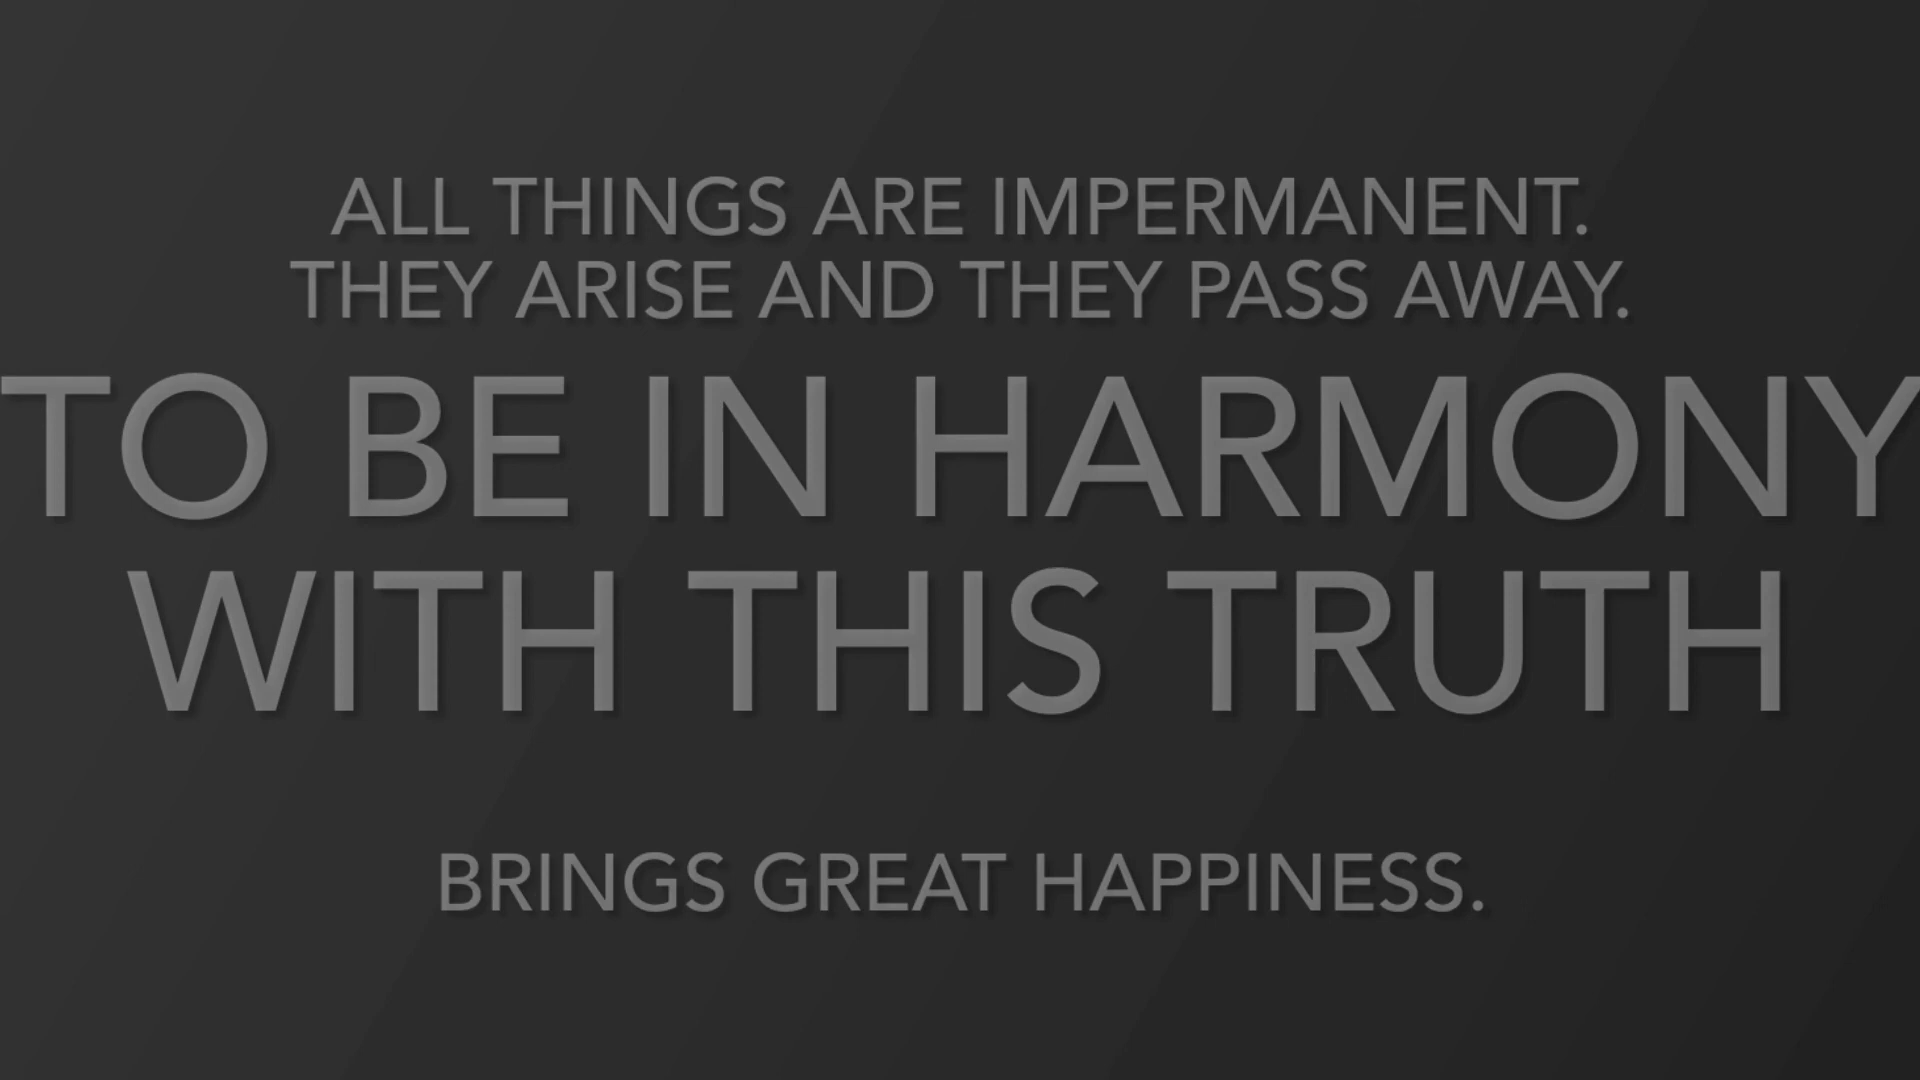 ALL THINGS ARE IMPERMANENT.
THEY ARISE AND THEY PASS AWAY.
TO BE IN HARMONY
WITH THIS TRUTH
BRINGS GREAT HAPPINESS.